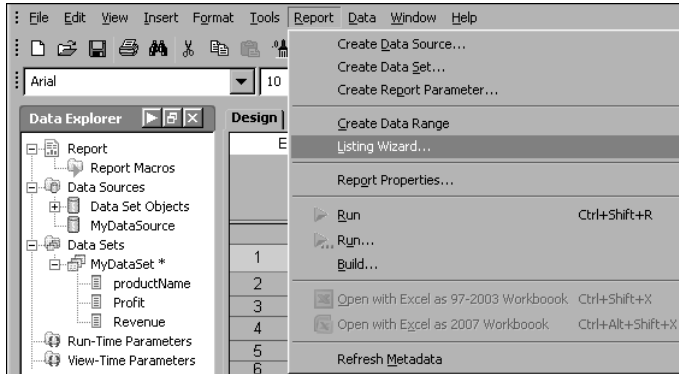 File Edit View Insert Format Tools Report Data Window Help
Arial 10
Data Explorer
Report
Report Macros
Data Sources
Data Set Objects
MyDataSource
Data Sets
MyDataSet *
productName
Profit
Revenue
Run-Time Parameters
View-Time Parameters
Design
E
1
2
3
4
5
6
Create Data Source...
Create Data Set...
Create Report Parameter...
Create Data Range
Listing Wizard...
Report Properties...
Run Ctrl+Shift+R
Run...
Build...
Open with Excel as 97-2003 Workboook Ctrl+Shift+X
Open with Excel as 2007 Workboook Ctrl+Alt+Shift+X
Refresh Metadata